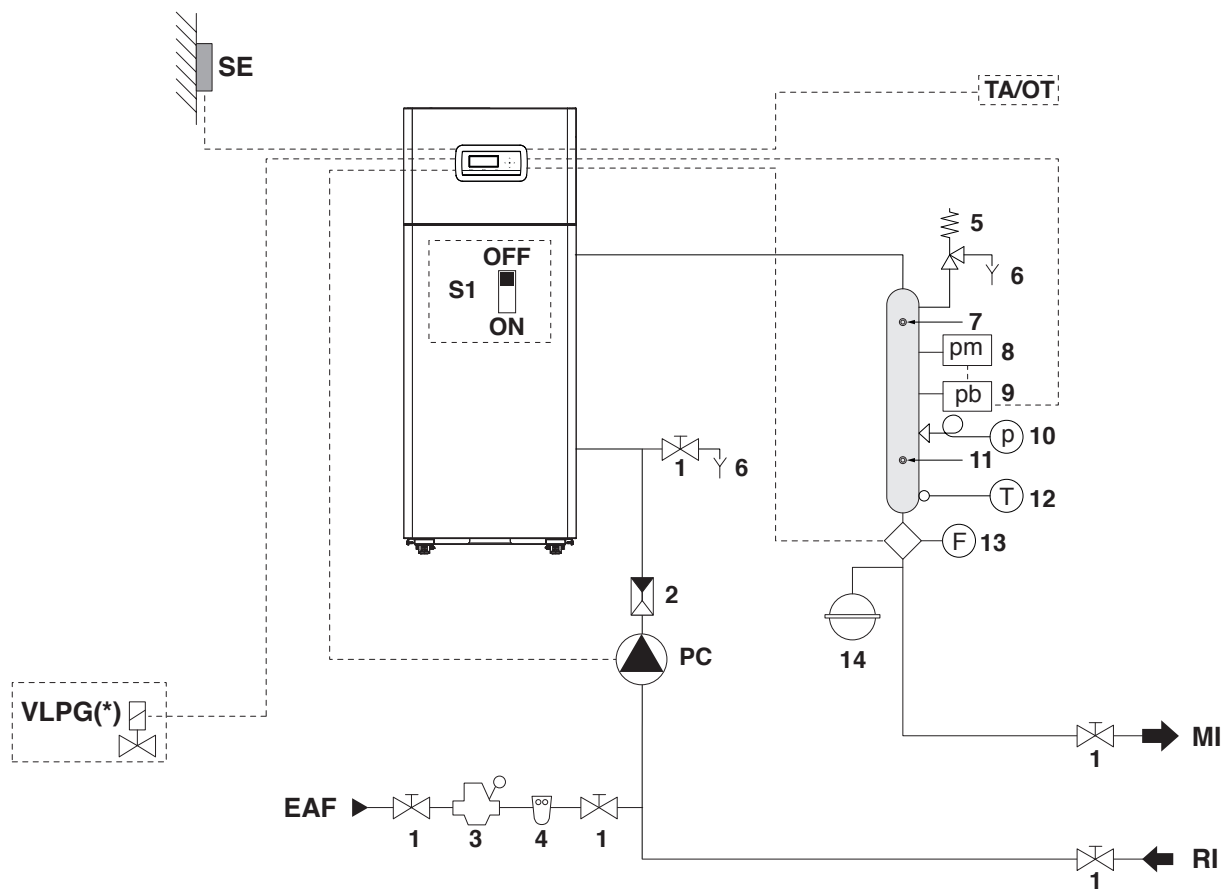 SE
TA/OT
5
OFF
6
S1
7
ON
pm 8
pb 9
p 10
1 6
11
T 12
F 13
2
14
PC
VLPG(*)
MI
1
EAF
1 3 4 1
RI
1